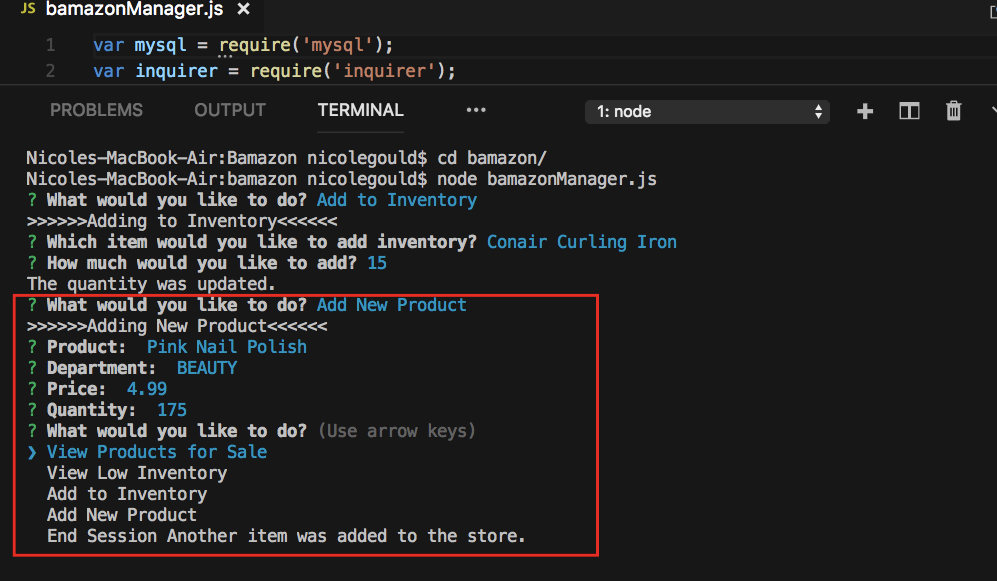 JS bamazonManager.js ×
1 var mysql = require('mysql');
2 var inquirer = require('inquirer');
PROBLEMS OUTPUT TERMINAL ••• 1: node
Nicoles-MacBook-Air:Bamazon nicolegould$ cd bamazon/
Nicoles-MacBook-Air:bamazon nicolegould$ node bamazonManager.js
? What would you like to do? Add to Inventory
>>>>>>Adding to Inventory<<<<<<
? Which item would you like to add inventory? Conair Curling Iron
? How much would you like to add? 15
The quantity was updated.
? What would you like to do? Add New Product
>>>>>>Adding New Product<<<<<<
? Product:  Pink Nail Polish
? Department:  BEAUTY
? Price:  4.99
? Quantity:  175
? What would you like to do? (Use arrow keys)
❯ View Products for Sale
  View Low Inventory
  Add to Inventory
  Add New Product
  End Session Another item was added to the store.